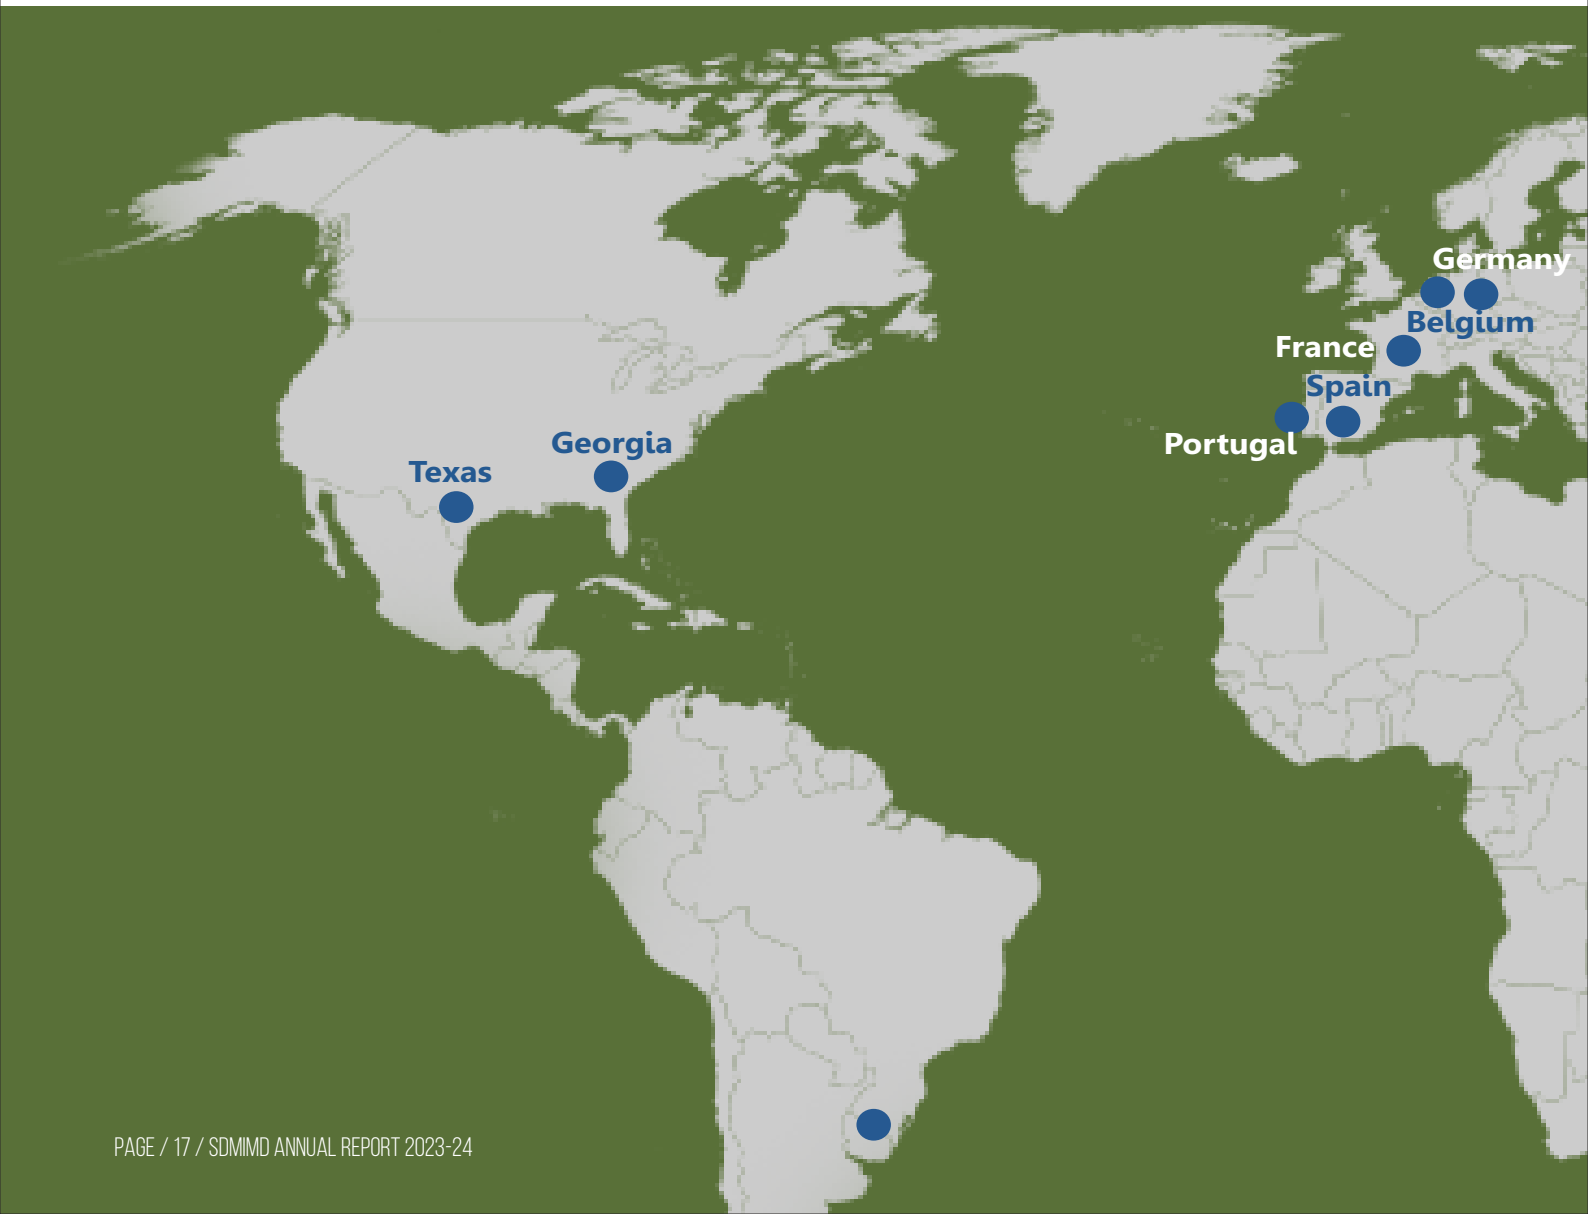 Germany
Belgium
France
Spain
Portugal
Georgia
Texas
PAGE / 17 / SDMIMD ANNUAL REPORT 2023-24